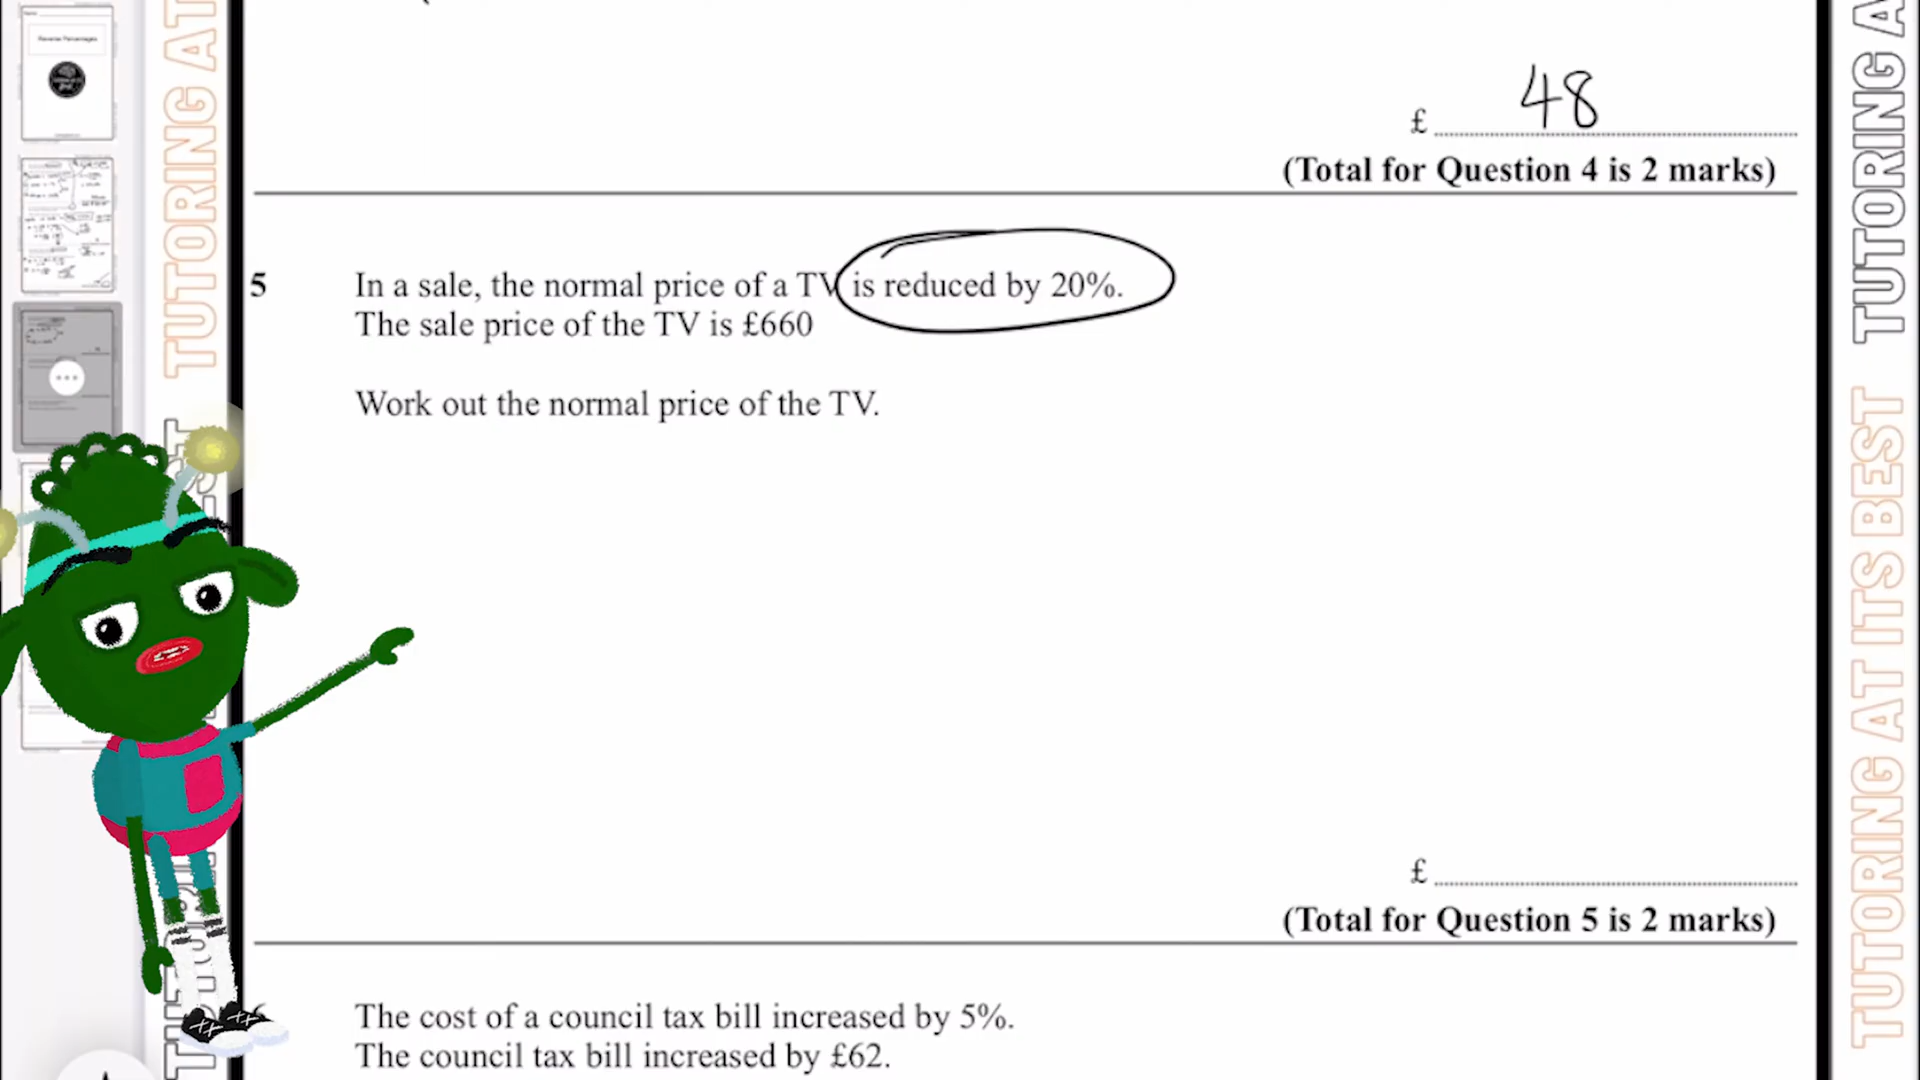 Reverse Percentages
TUTORING AT ITS BEST
£ 48
(Total for Question 4 is 2 marks)
5 In a sale, the normal price of a TV is reduced by 20%.
The sale price of the TV is £660
Work out the normal price of the TV.
£
(Total for Question 5 is 2 marks)
The cost of a council tax bill increased by 5%.
The council tax bill increased by £62.
TUTORING A
TUTORING AT ITS BEST